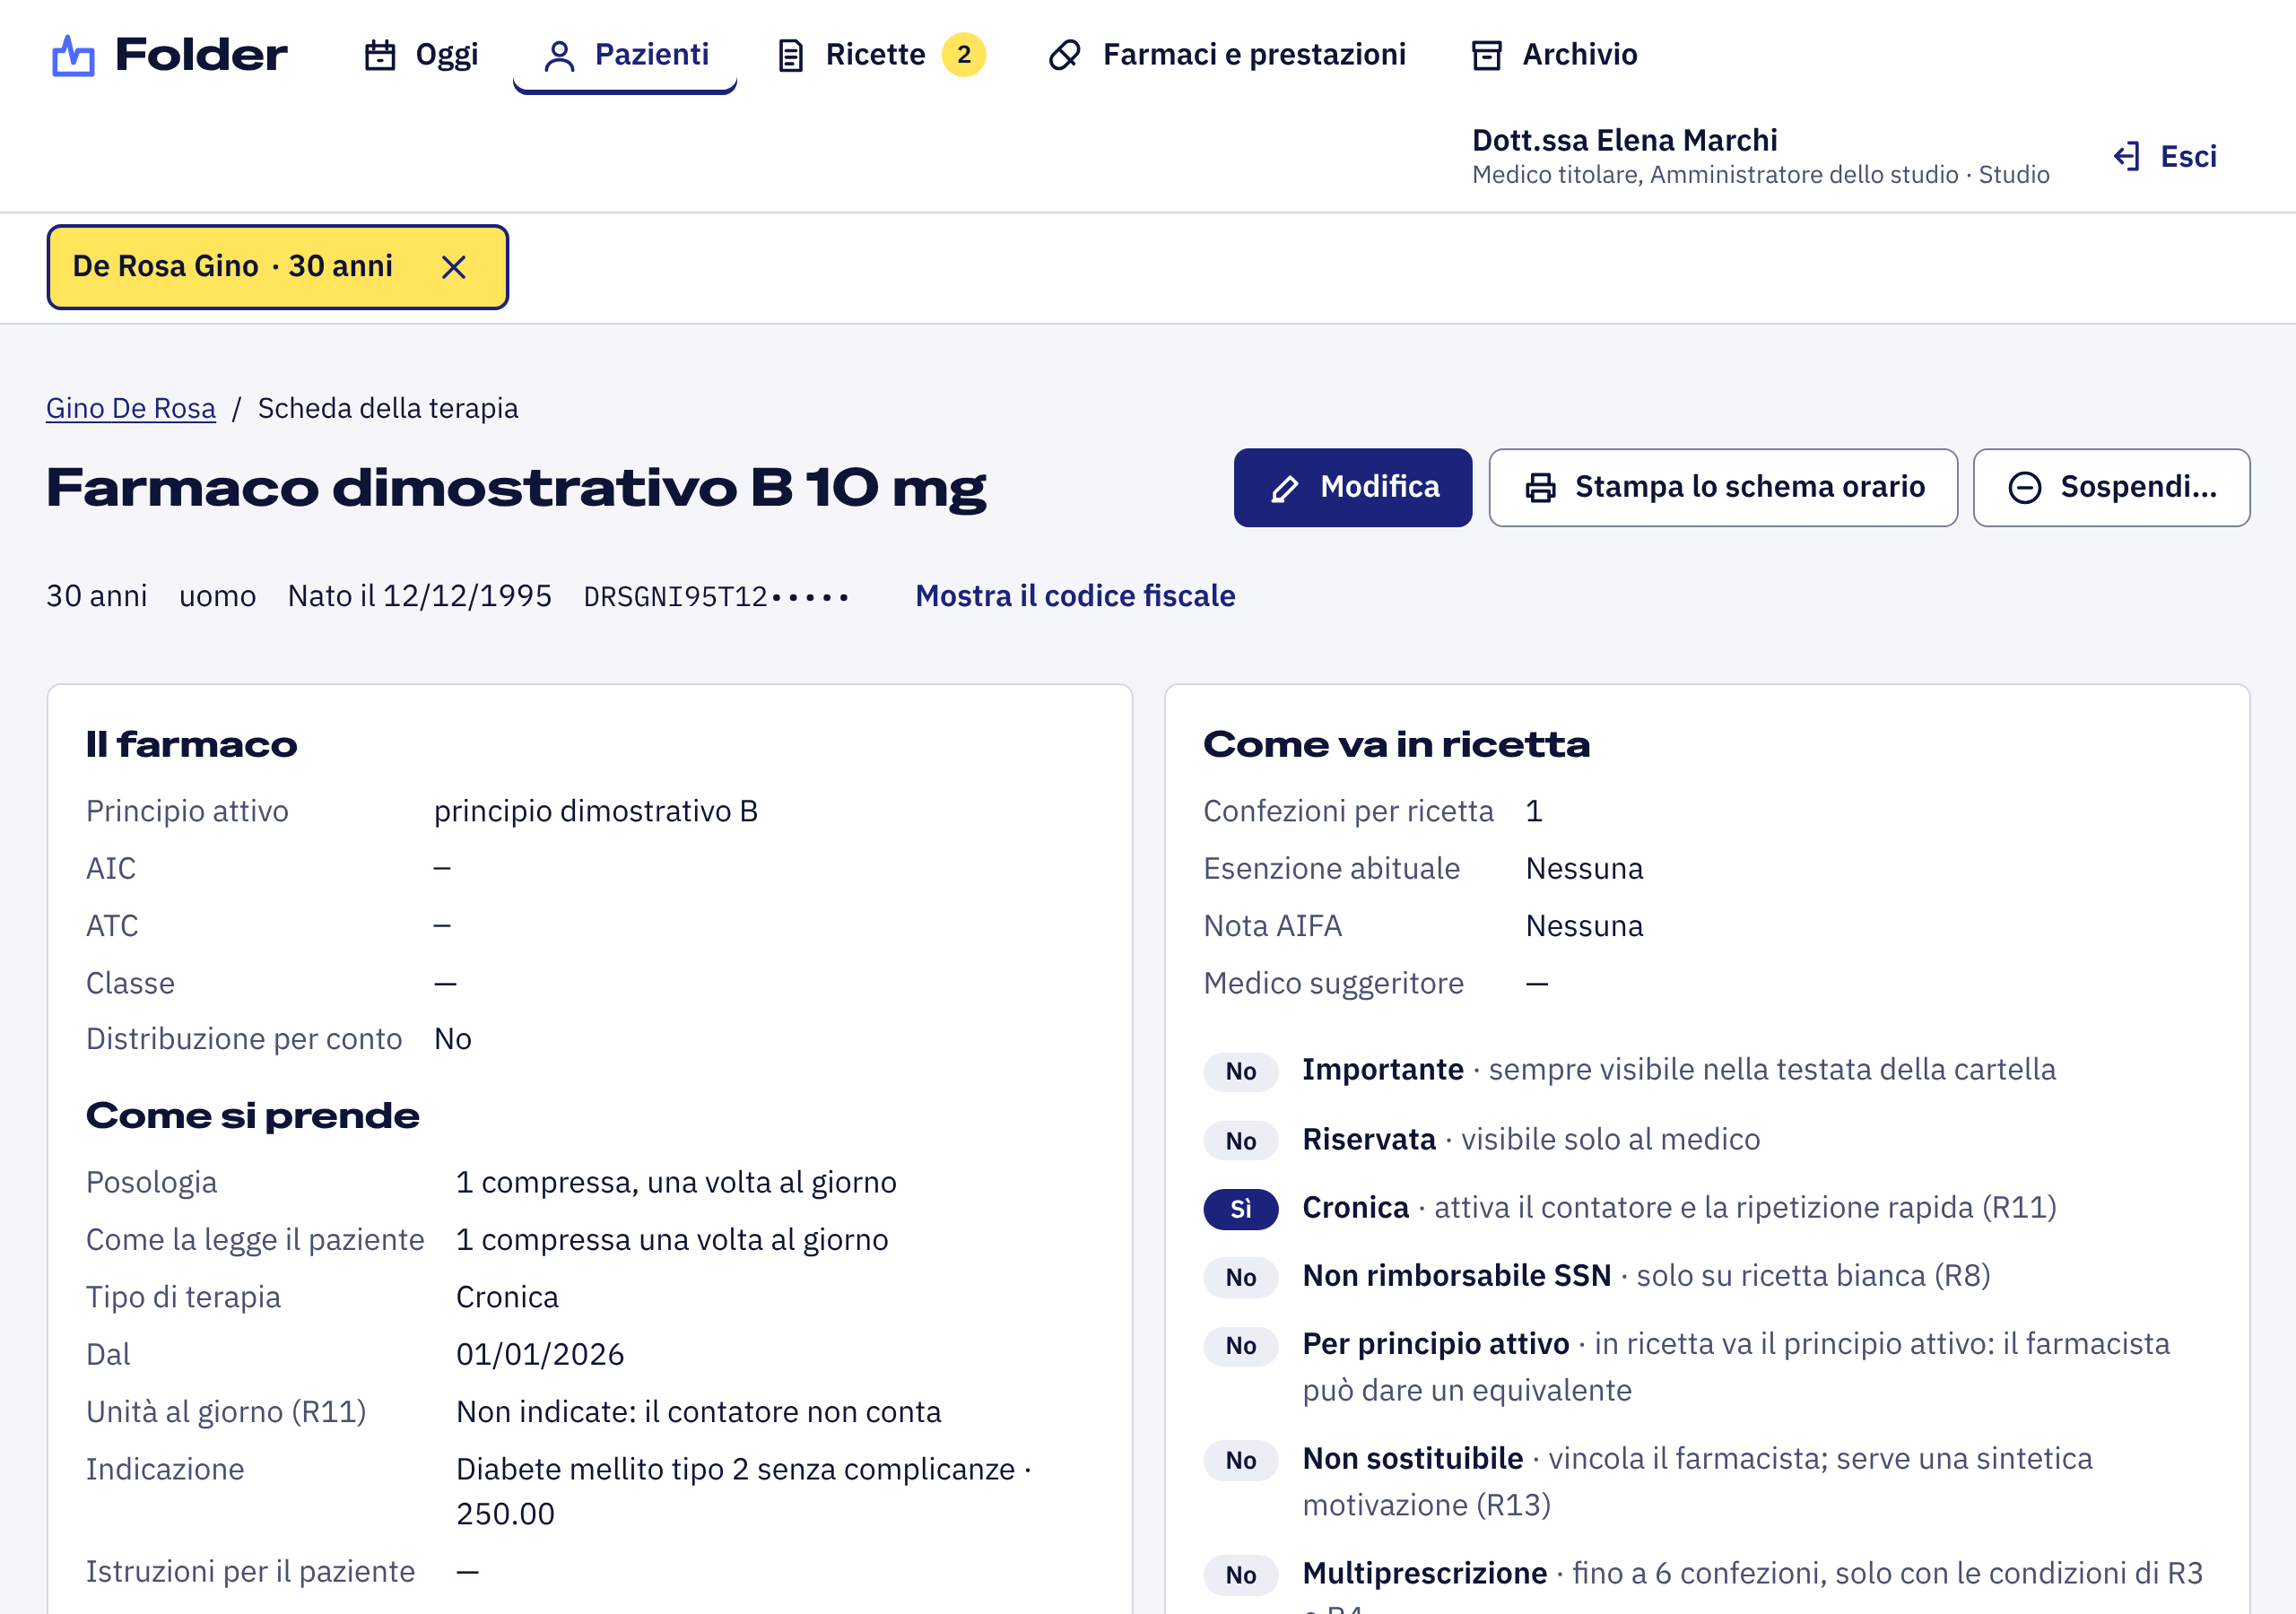 Folder
Oggi
Pazienti
Ricette 2
Farmaci e prestazioni
Archivio
Dott.ssa Elena Marchi
Medico titolare, Amministratore dello studio · Studio
Esci
De Rosa Gino · 30 anni
Gino De Rosa / Scheda della terapia
Farmaco dimostrativo B 10 mg
Modifica
Stampa lo schema orario
Sospendi…
30 anni uomo Nato il 12/12/1995 DRSGNI95T12••••• Mostra il codice fiscale
Il farmaco
Principio attivo principio dimostrativo B
AIC –
ATC –
Classe —
Distribuzione per conto No
Come si prende
Posologia 1 compressa, una volta al giorno
Come la legge il paziente 1 compressa una volta al giorno
Tipo di terapia Cronica
Dal 01/01/2026
Unità al giorno (R11) Non indicate: il contatore non conta
Indicazione Diabete mellito tipo 2 senza complicanze ·
250.00
Istruzioni per il paziente —
Come va in ricetta
Confezioni per ricetta 1
Esenzione abituale Nessuna
Nota AIFA Nessuna
Medico suggeritore —
No Importante · sempre visibile nella testata della cartella
No Riservata · visibile solo al medico
Sì Cronica · attiva il contatore e la ripetizione rapida (R11)
No Non rimborsabile SSN · solo su ricetta bianca (R8)
No Per principio attivo · in ricetta va il principio attivo: il farmacista
può dare un equivalente
No Non sostituibile · vincola il farmacista; serve una sintetica
motivazione (R13)
No Multiprescrizione · fino a 6 confezioni, solo con le condizioni di R3